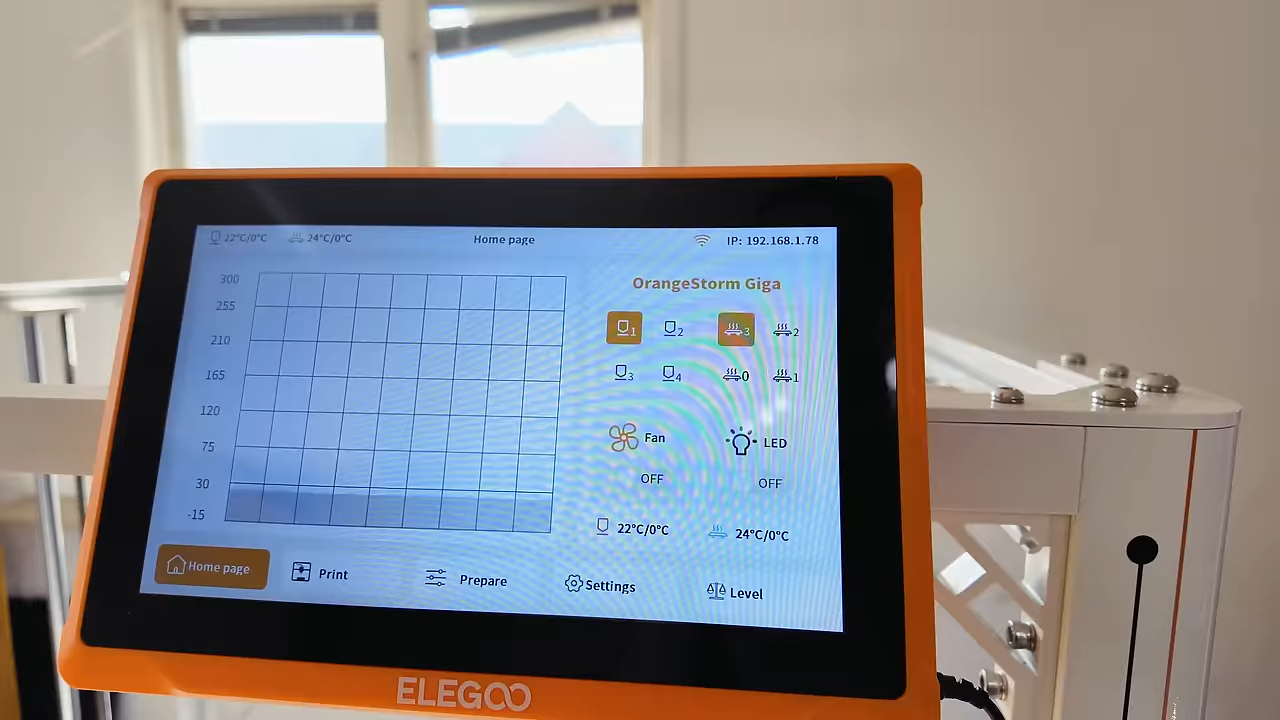 22°C/0°C 24°C/0°C Home page IP: 192.168.1.78
300
255
210
165
120
75
30
-15
OrangeStorm Giga
1 2 3 2
3 4 0 1
Fan LED
OFF OFF
22°C/0°C 24°C/0°C
Home page Print Prepare Settings Level
ELEGOO